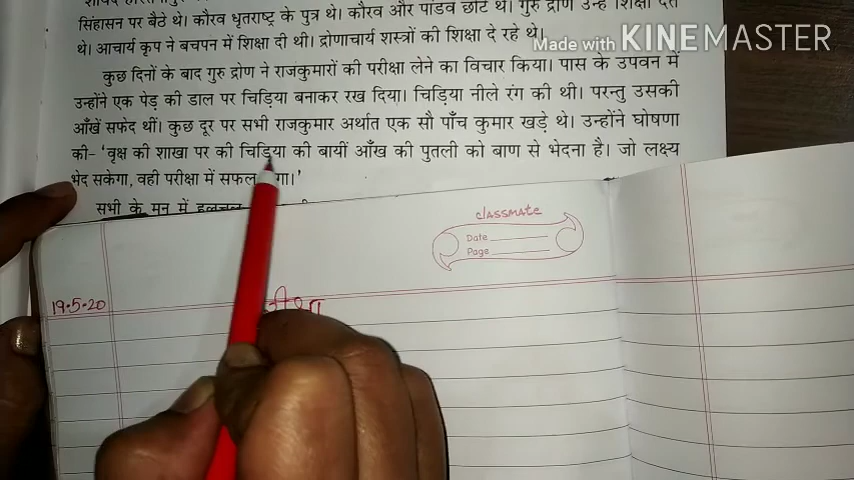 सिंहासन पर बैठे थे। कौरव धृतराष्ट्र के पुत्र थे। कौरव और पांडव छोटे थे। गुरु द्रोण उन्हें शिक्षा देते
थे। आचार्य कृप ने बचपन में शिक्षा दी थी। द्रोणाचार्य शस्त्रों की शिक्षा दे रहे थे।
Made with KINEMASTER
कुछ दिनों के बाद गुरु द्रोण ने राजकुमारों की परीक्षा लेने का विचार किया। पास के उपवन में
उन्होंने एक पेड़ की डाल पर चिड़िया बनाकर रख दिया। चिड़िया नीले रंग की थी। परन्तु उसकी
आँखें सफेद थीं। कुछ दूर पर सभी राजकुमार अर्थात एक सौ पाँच कुमार खड़े थे। उन्होंने घोषणा
की- 'वृक्ष की शाखा पर की चिड़िया की बायीं आँख की पुतली को बाण से भेदना है। जो लक्ष्य
भेद सकेगा, वही परीक्षा में सफल
सभी के मन में हलचल
classmate
Date
Page
19.5.20